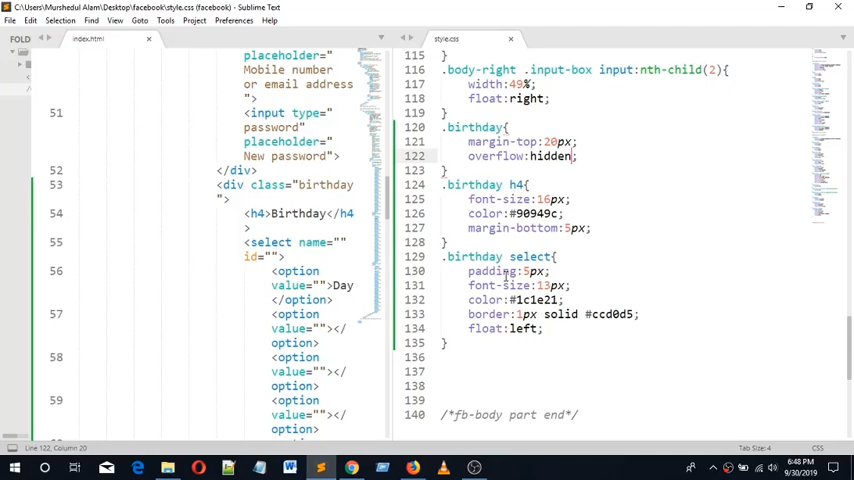 C:\Users\Murshedul Alam\Desktop\facebook\style.css (facebook) - Sublime Text
File Edit Selection Find View Goto Tools Project Preferences Help
FOLD
index.html
placeholder="
Mobile number
or email address
">
51 <input type="
password"
placeholder="
New password">
52 </div>
53 <div class="birthday
">
54 <h4>Birthday</h4
>
55 <select name=""
id="">
56 <option
value="">Day
</option>
57 <option
value=""></
option>
58 <option
value=""></
option>
59 <option
value=""></
option>
style.css
115 }
116 .body-right .input-box input:nth-child(2){
117 width:49%;
118 float:right;
119 }
120 .birthday{
121 margin-top:20px;
122 overflow:hidden;
123 }
124 .birthday h4{
125 font-size:16px;
126 color:#90949c;
127 margin-bottom:5px;
128 }
129 .birthday select{
130 padding:5px;
131 font-size:13px;
132 color:#1c1e21;
133 border:1px solid #ccd0d5;
134 float:left;
135 }
136
137
138
139
140 /*fb-body part end*/
Line 122, Column 20
Tab Size: 4
CSS
6:48 PM
9/30/2019